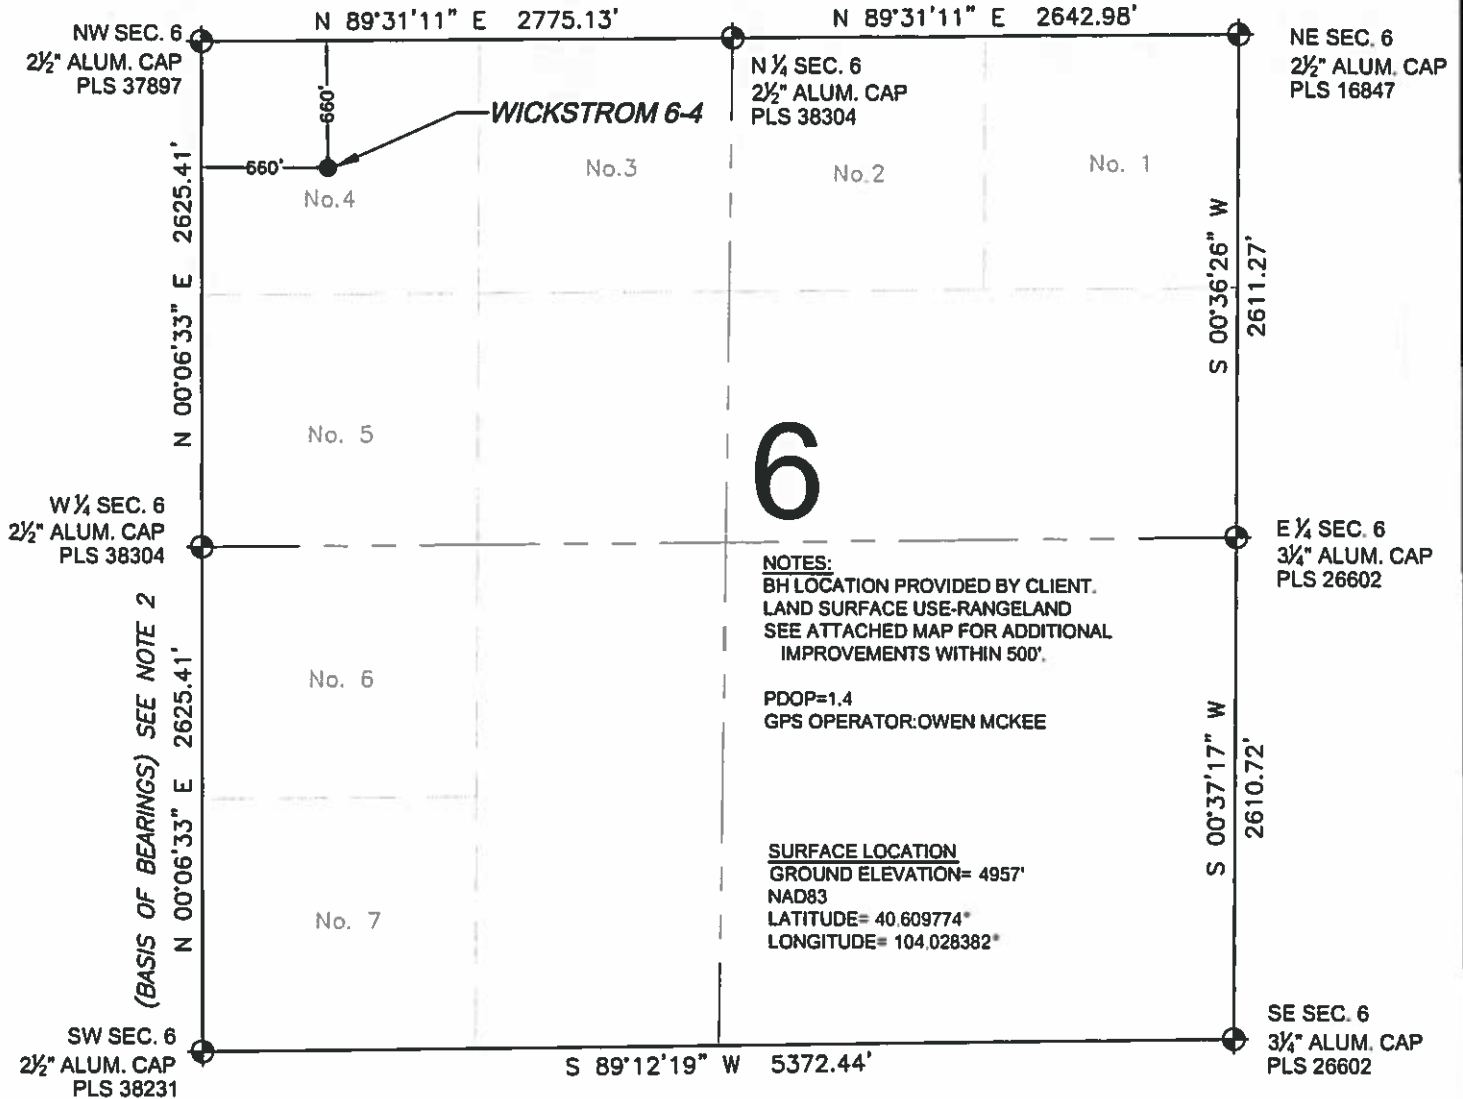 N 89°31'11" E 2775.13'
N 89°31'11" E 2642.98'
NW SEC. 6
2½" ALUM. CAP
PLS 37897
N ¼ SEC. 6
2½" ALUM. CAP
PLS 38304
NE SEC. 6
2½" ALUM. CAP
PLS 16847
660'
660'
WICKSTROM 6-4
No.4
No.3
No.2
No. 1
N 00°06'33" E 2625.41'
S 00°36'26" W
2611.27'
No. 5
6
W ¼ SEC. 6
2½" ALUM. CAP
PLS 38304
E ¼ SEC. 6
3¼" ALUM. CAP
PLS 26602
NOTES:
BH LOCATION PROVIDED BY CLIENT.
LAND SURFACE USE-RANGELAND
SEE ATTACHED MAP FOR ADDITIONAL
IMPROVEMENTS WITHIN 500'.
PDOP=1.4
GPS OPERATOR:OWEN MCKEE
No. 6
(BASIS OF BEARINGS) SEE NOTE 2
N 00°06'33" E 2625.41'
S 00°37'17" W
2610.72'
SURFACE LOCATION
GROUND ELEVATION= 4957'
NAD83
LATITUDE= 40.609774°
LONGITUDE= 104.028382°
No. 7
SW SEC. 6
2½" ALUM. CAP
PLS 38231
S 89°12'19" W 5372.44'
SE SEC. 6
3¼" ALUM. CAP
PLS 26602